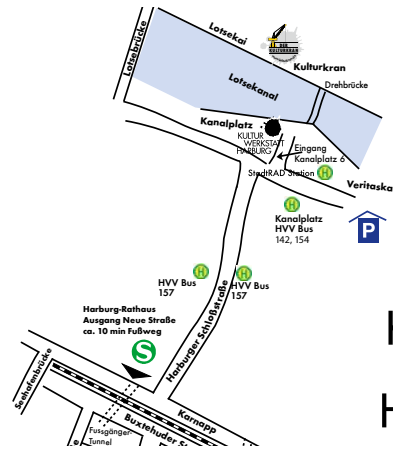 Lotsekai
DER
KULTURKRAN
Kulturkran
Lotsebrücke
Drehbrücke
Lotsekanal
Kanalplatz
KULTUR
WERKSTATT
HARBURG
Eingang
Kanalplatz 6
StadtRAD Station
H
Veritaska
H
Kanalplatz
HVV Bus
142, 154
P
H
HVV Bus
157
H
HVV Bus
157
Harburg-Rathaus
Ausgang Neue Straße
ca. 10 min Fußweg
S
Harburger Schloßstraße
H
Seehafenbrücke
Karnapp
H
Buxtehuder S
Fussgänger-
Tunnel